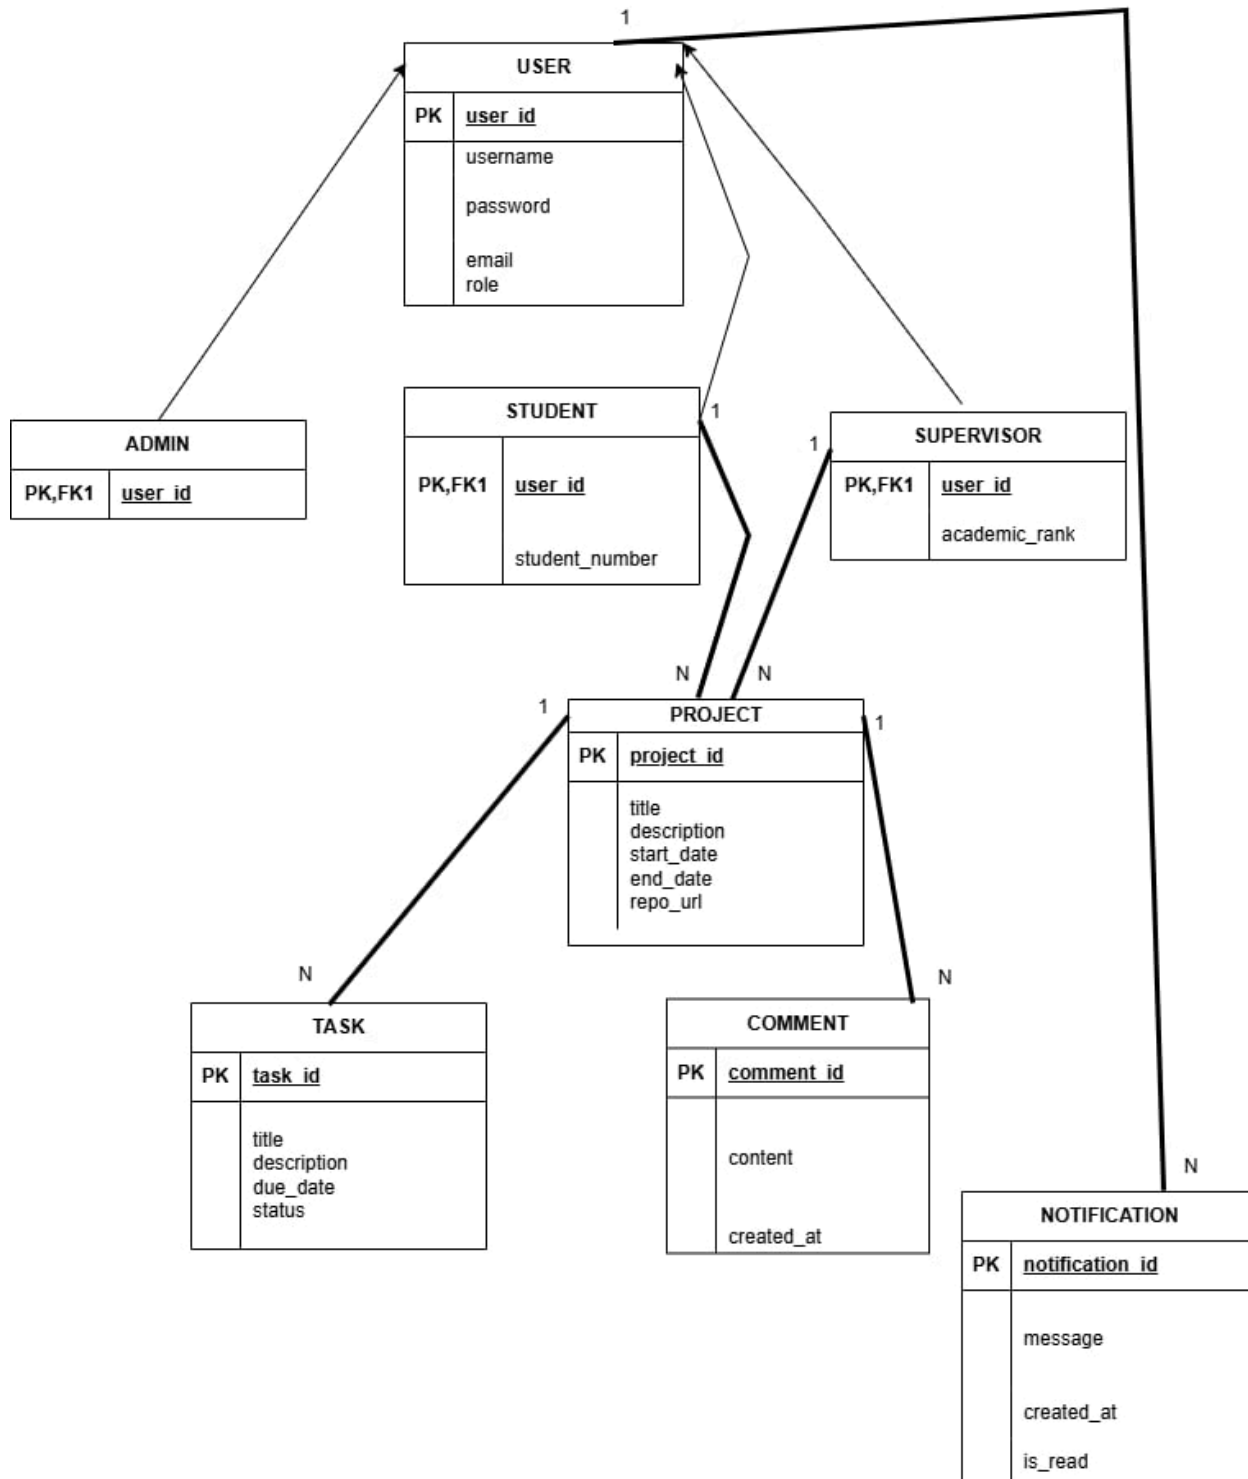 1
USER
PK user_id
username
password
email
role
ADMIN
PK,FK1 user_id
STUDENT
1
PK,FK1 user_id
student_number
1
SUPERVISOR
PK,FK1 user_id
academic_rank
N
N
1
PROJECT
1
PK project_id
title
description
start_date
end_date
repo_url
N
TASK
PK task_id
title
description
due_date
status
N
COMMENT
PK comment_id
content
created_at
N
NOTIFICATION
PK notification_id
message
created_at
is_read